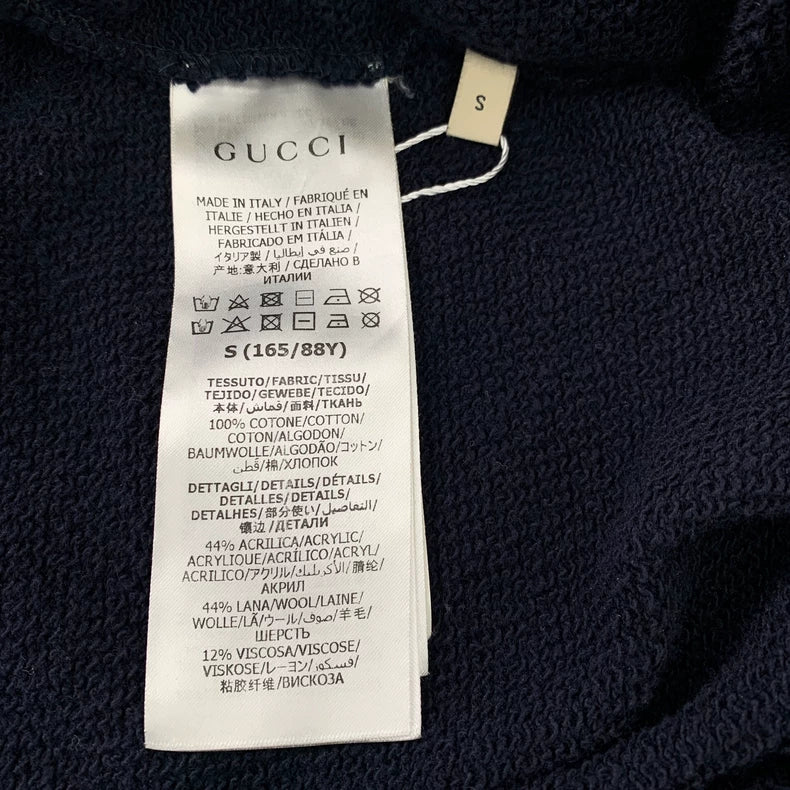 GUCCI
S
MADE IN ITALY / FABRIQUÉ EN
ITALIE / HECHO EN ITALIA /
HERGESTELLT IN ITALIEN /
FABRICADO EM ITÁLIA /
イタリア製 / صنع في إيطاليا /
产地:意大利 / СДЕЛАНО В
ИТАЛИИ
S (165/88Y)
TESSUTO/FABRIC/TISSU/
TEJIDO/GEWEBE/TECIDO/
本体/قماش/面料/ТКАНЬ
100% COTONE/COTTON/
COTON/ALGODON/
BAUMWOLLE/ALGODÃO/コットン/
قطن/棉/ХЛОПОК
DETTAGLI/DETAILS/DÉTAILS/
DETALLES/DETAILS/
DETALHES/部分使い/التفاصيل/
镶边/ДЕТАЛИ
44% ACRILICA/ACRYLIC/
ACRYLIQUE/ACRÍLICO/ACRYL/
ACRILICO/アクリル/الأكريليك/腈纶/
АКРИЛ
44% LANA/WOOL/LAINE/
WOLLE/LÃ/ウール/صوف/羊毛/
ШЕРСТЬ
12% VISCOSA/VISCOSE/
VISKOSE/レーヨン/فسكوز/
粘胶纤维/ВИСКОЗА